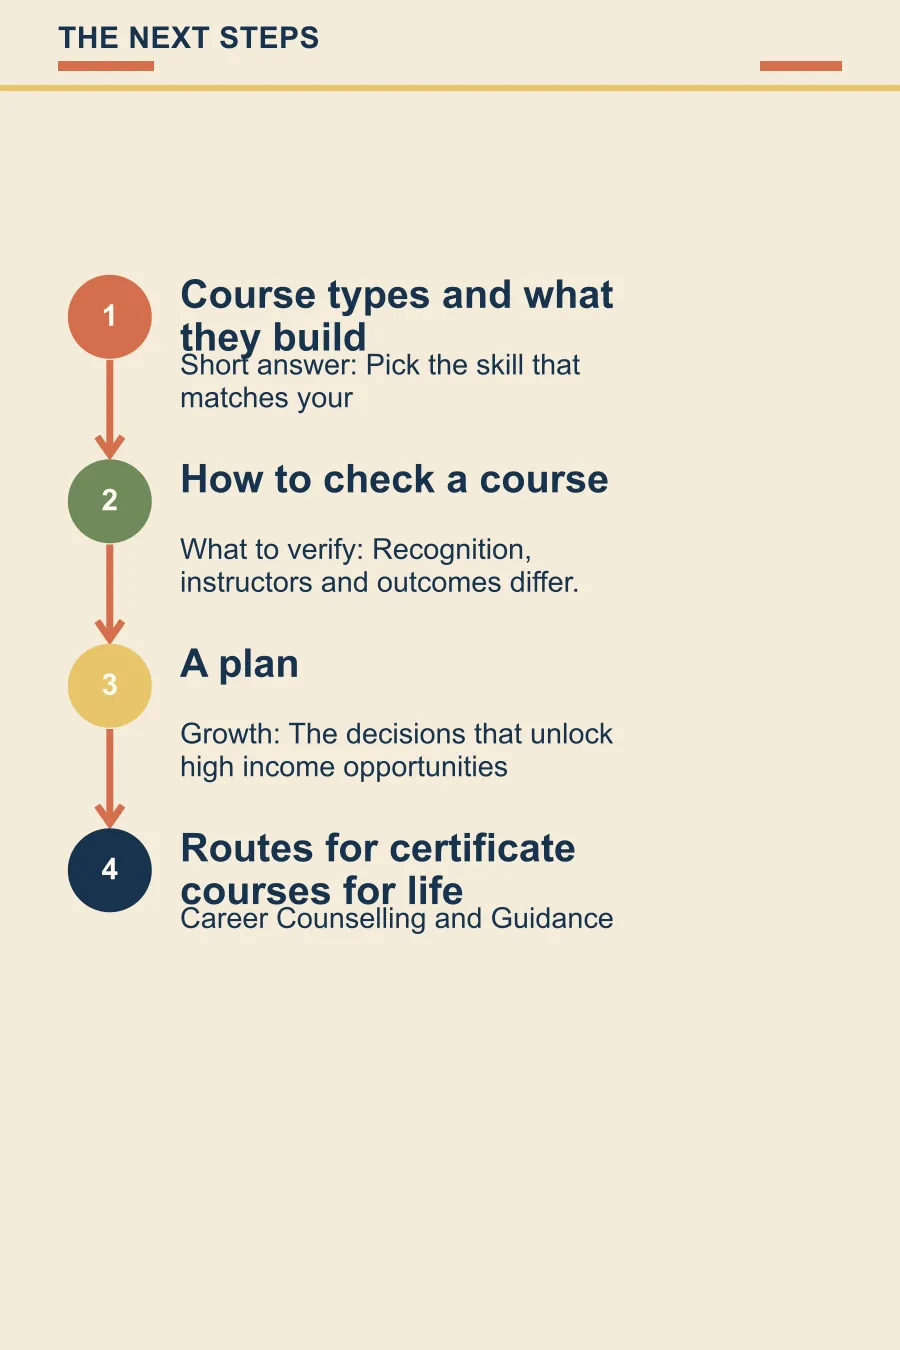 THE NEXT STEPS
1
Course types and what
they build
Short answer: Pick the skill that
matches your
2
How to check a course
What to verify: Recognition,
instructors and outcomes differ.
3
A plan
Growth: The decisions that unlock
high income opportunities
4
Routes for certificate
courses for life
Career Counselling and Guidance